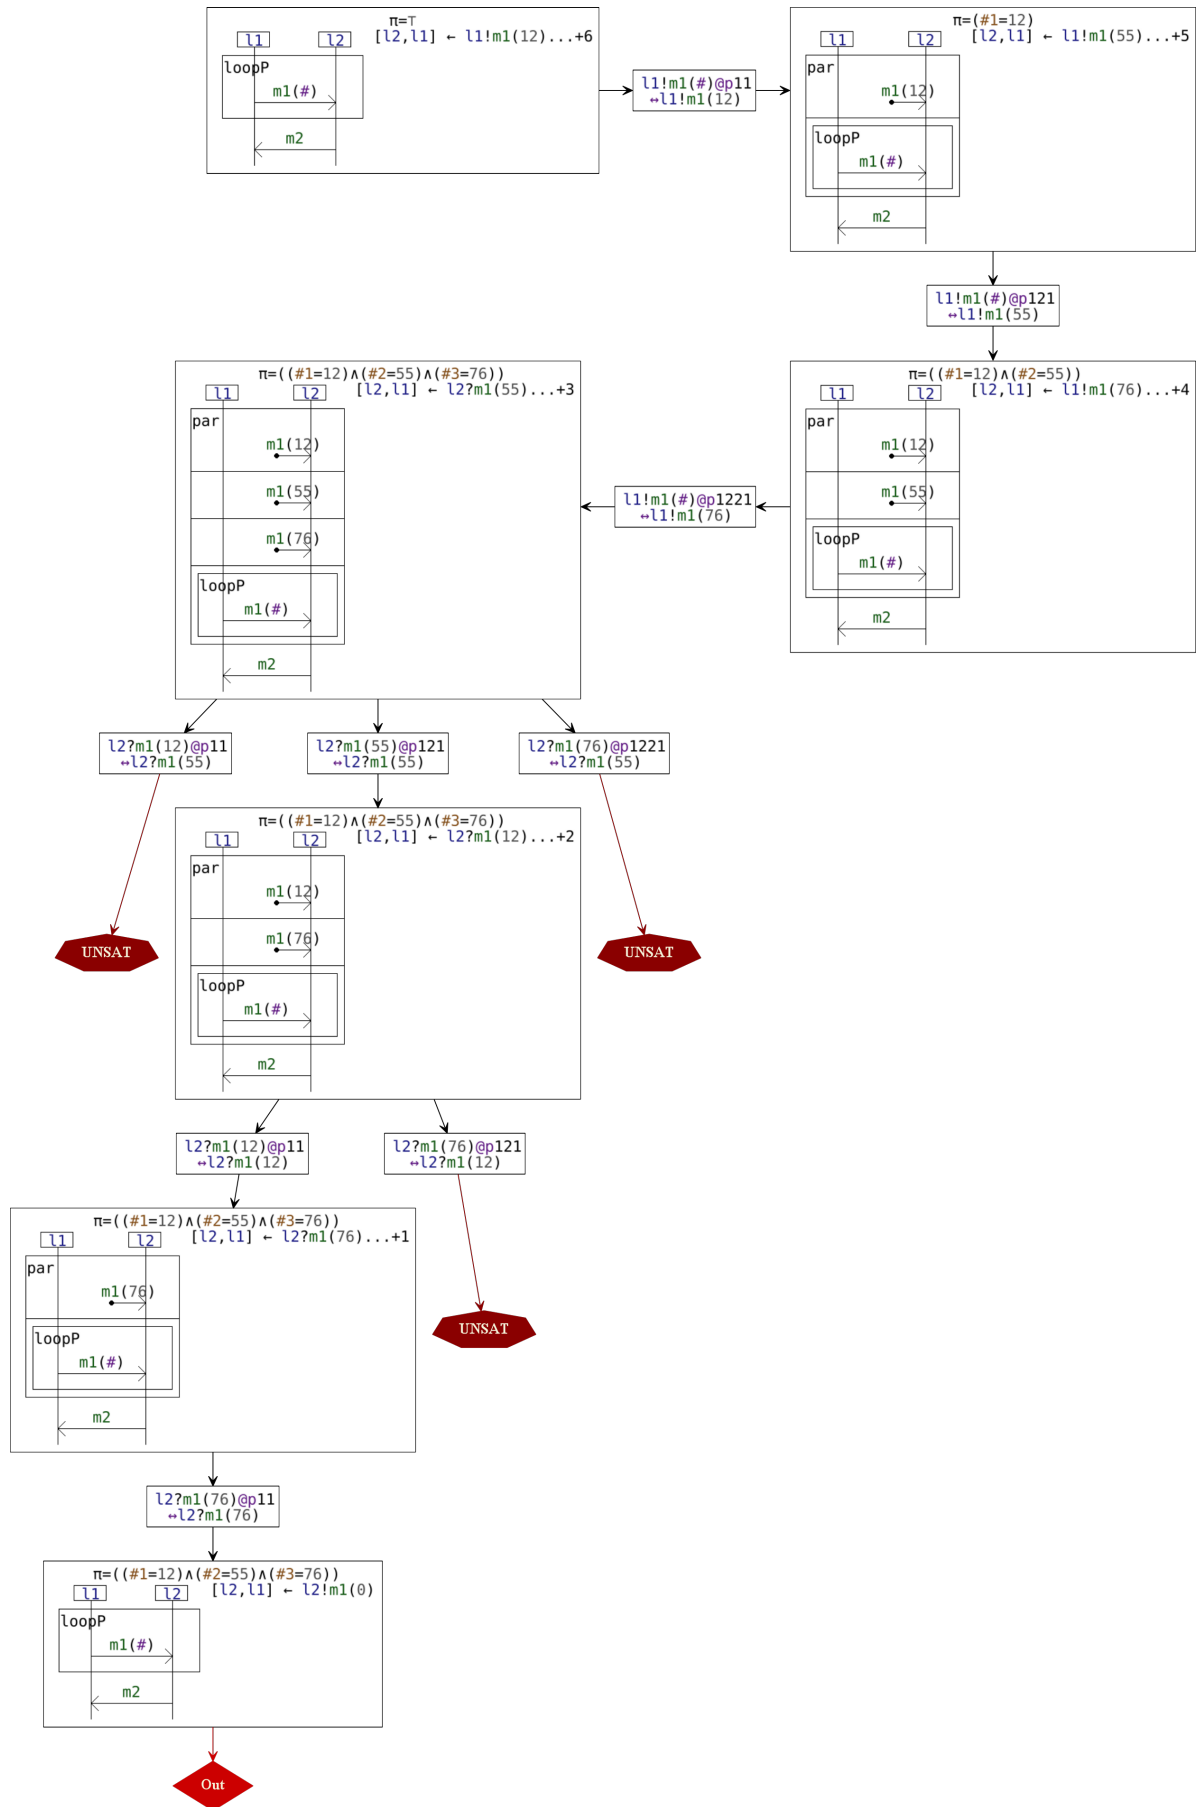 π=⊤
[l2,l1] ← l1!m1(12)...+6
l1 l2
loopP
m1(#)
m2
l1!m1(#)@p11
↔l1!m1(12)
π=(#1=12)
[l2,l1] ← l1!m1(55)...+5
l1 l2
par
m1(12)
loopP
m1(#)
m2
l1!m1(#)@p121
↔l1!m1(55)
π=((#1=12)∧(#2=55))
[l2,l1] ← l1!m1(76)...+4
l1 l2
par
m1(12)
m1(55)
loopP
m1(#)
m2
l1!m1(#)@p1221
↔l1!m1(76)
π=((#1=12)∧(#2=55)∧(#3=76))
[l2,l1] ← l2?m1(55)...+3
l1 l2
par
m1(12)
m1(55)
m1(76)
loopP
m1(#)
m2
l2?m1(12)@p11
↔l2?m1(55)
l2?m1(55)@p121
↔l2?m1(55)
l2?m1(76)@p1221
↔l2?m1(55)
UNSAT
π=((#1=12)∧(#2=55)∧(#3=76))
[l2,l1] ← l2?m1(12)...+2
l1 l2
par
m1(12)
m1(76)
loopP
m1(#)
m2
UNSAT
l2?m1(12)@p11
↔l2?m1(12)
l2?m1(76)@p121
↔l2?m1(12)
π=((#1=12)∧(#2=55)∧(#3=76))
[l2,l1] ← l2?m1(76)...+1
l1 l2
par
m1(76)
loopP
m1(#)
m2
UNSAT
l2?m1(76)@p11
↔l2?m1(76)
π=((#1=12)∧(#2=55)∧(#3=76))
[l2,l1] ← l2!m1(0)
l1 l2
loopP
m1(#)
m2
Out